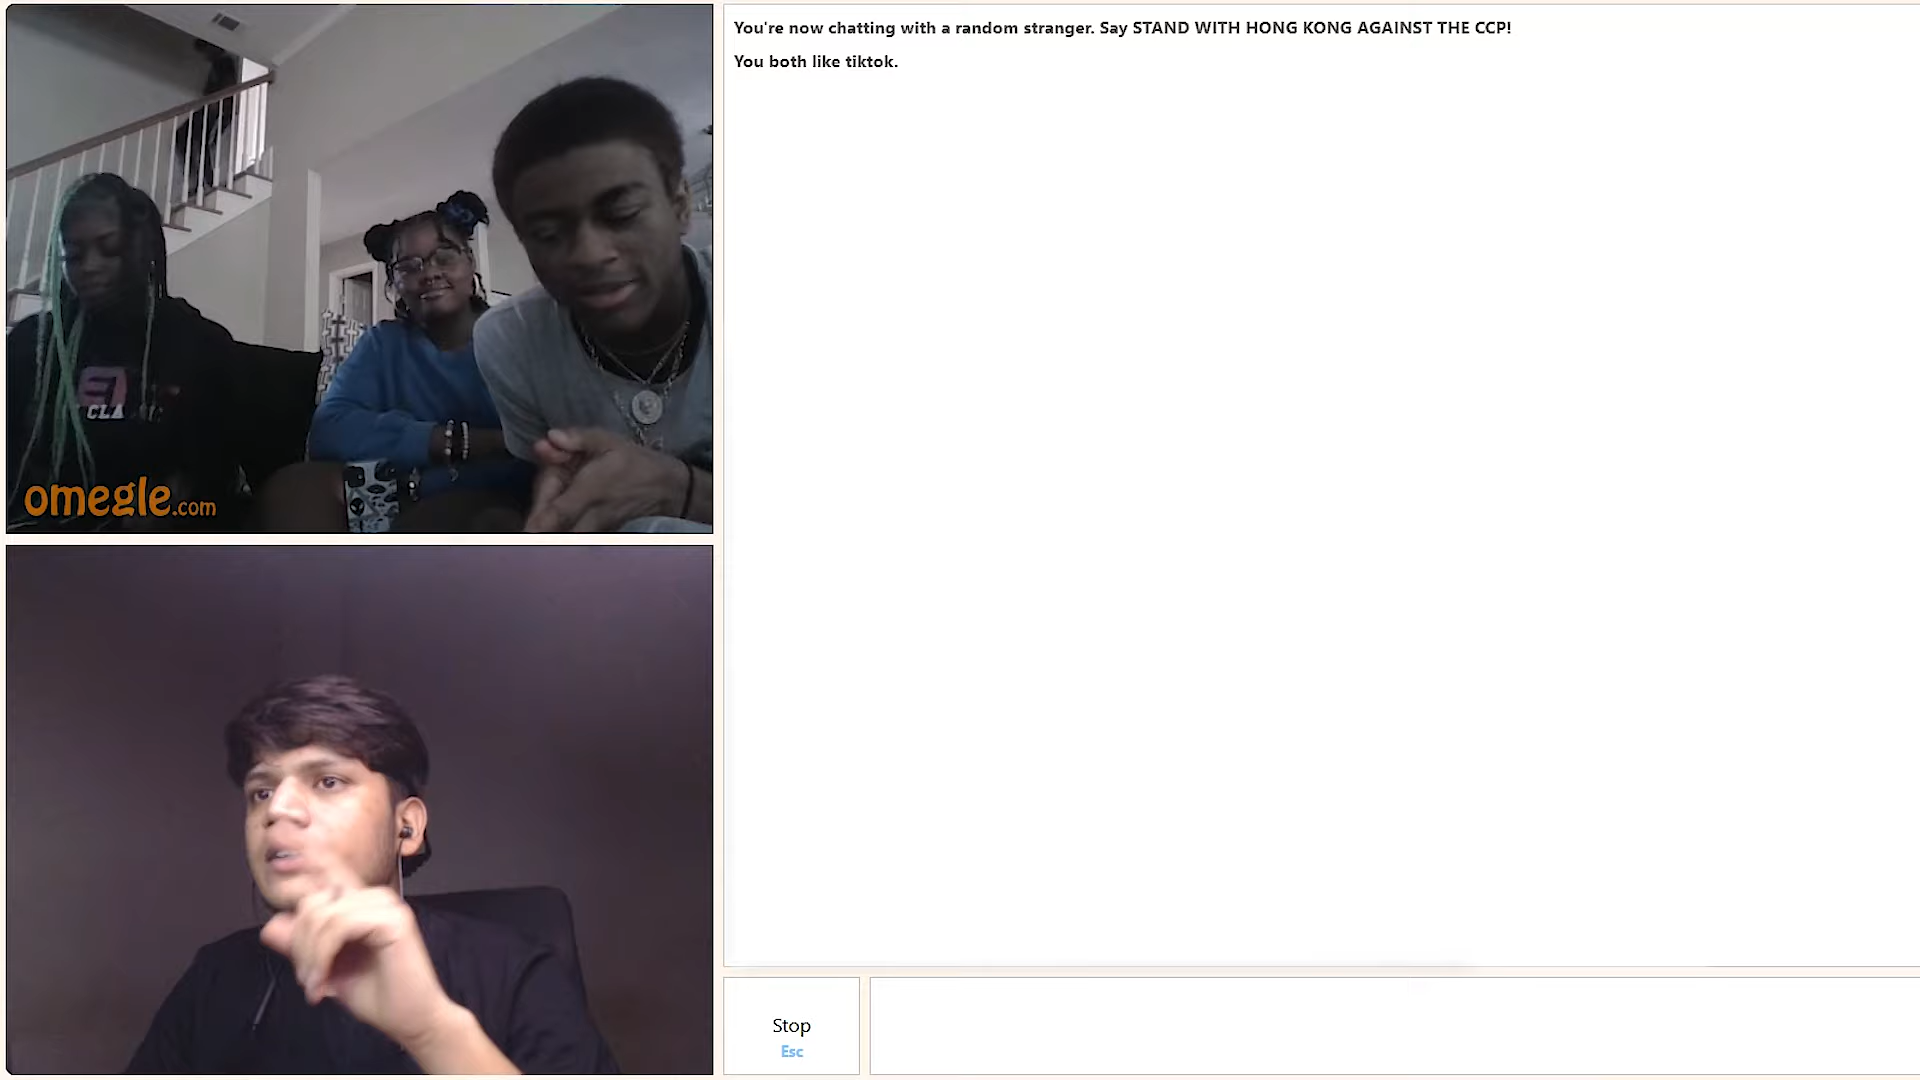 You're now chatting with a random stranger. Say STAND WITH HONG KONG AGAINST THE CCP!
You both like tiktok.
CLA
omegle.com
Stop
Esc